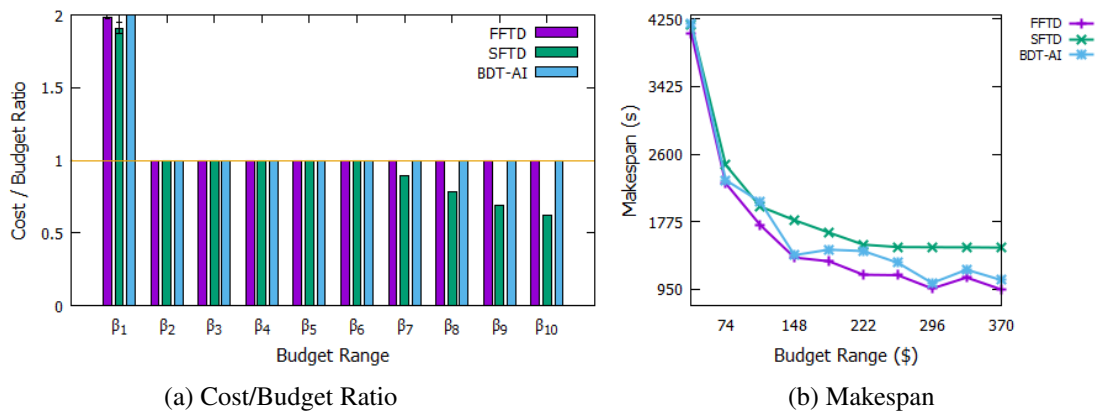 2
1.5
1
0.5
0
Cost / Budget Ratio
FFTD
SFTD
BDT-AI
β1 β2 β3 β4 β5 β6 β7 β8 β9 β10
Budget Range
(a) Cost/Budget Ratio
4250
3425
2600
1775
950
Makespan (s)
FFTD
SFTD
BDT-AI
74 148 222 296 370
Budget Range ($)
(b) Makespan